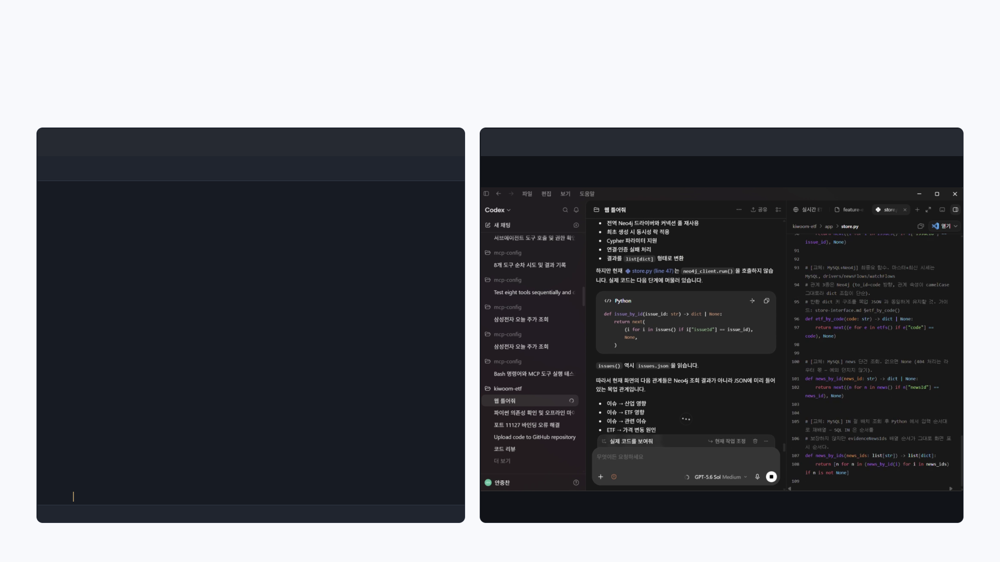 파일 편집 보기 도움말
Codex
새 채팅
서브에이전트 도구 호출 및 권한 확인
mcp-config
8개 도구 순차 시도 및 결과 기록
mcp-config
Test eight tools sequentially and
mcp-config
삼성전자 오늘 주가 조회
mcp-config
삼성전자 오늘 주가 조회
mcp-config
Bash 명령어와 MCP 도구 실행 테스
kiwoom-etf
웹 틀어줘
파이썬 의존성 확인 및 오프라인
포트 11127 바인딩 오류 해결
Upload code to GitHub repository
코드 리뷰
더 보기
안중찬
웹 틀어줘
공유
• 전역 Neo4j 드라이버와 커넥션 풀 재사용
• 최초 생성 시 동시성 락 적용
• Cypher 파라미터 지원
• 연결·인증 실패 처리
• 결과를 list[dict] 형태로 변환
하지만 현재 store.py (line 47)는 neo4j_client.run()을 호출하지 않습
니다. 실제 코드는 다음 단계에 머물러 있습니다.
Python
def issue_by_id(issue_id: str) -> dict | None:
return next(
(i for i in issues() if i["issueId"] == issue_id),
None,
)
issues() 역시 issues.json을 읽습니다.
따라서 현재 화면의 다음 관계들은 Neo4j 조회 결과가 아니라 JSON에 미리 들어
있는 목업 관계입니다.
• 이슈 → 산업 영향
• 이슈 → ETF 영향
• 이슈 → 관련 이슈
• ETF → 가격 변동 원인
실제 코드를 보여줘 현재 작업 조정
무엇이든 요청하세요
GPT-5.6 Sol Medium
실시간 feature- store.
kiwoom-etf > app > store.py 열기
issue_id), None)
91
92
93 # [교체: MySQL+Neo4j] 최중요 함수. 마스터+최신 시세는
MySQL, drivers/newsFlows/watchFlows
94 # 관계 3종은 Neo4j (to_id=code 방향, 관계 속성이 camelCase
그대로라 dict 조립이 단순).
95 # 반환 dict 키 구조를 목업 JSON 과 동일하게 유지할 것. 가이
드: store-interface.md §etf_by_code()
96 def etf_by_code(code: str) -> dict | None:
97 return next((e for e in etfs() if e["code"] ==
code), None)
98
99
100 # [교체: MySQL] news 단건 조회. 없으면 None (404 처리는 라
우터 몫 — 예외 던지지 않기).
101 def news_by_id(news_id: str) -> dict | None:
102 return next((n for n in news() if n["newsId"] ==
news_id), None)
103
104
105 # [교체: MySQL] IN 절 배치 조회 후 Python 에서 입력 순서대
로 재배열 — SQL IN 은 순서를
106 # 보장하지 않지만 evidenceNewsIds 배열 순서가 그대로 화면 표
시 순서다.
107 def news_by_ids(news_ids: list[str]) -> list[dict]:
108 return [n for n in (news_by_id(i) for i in news_ids)
if n is not None]
109